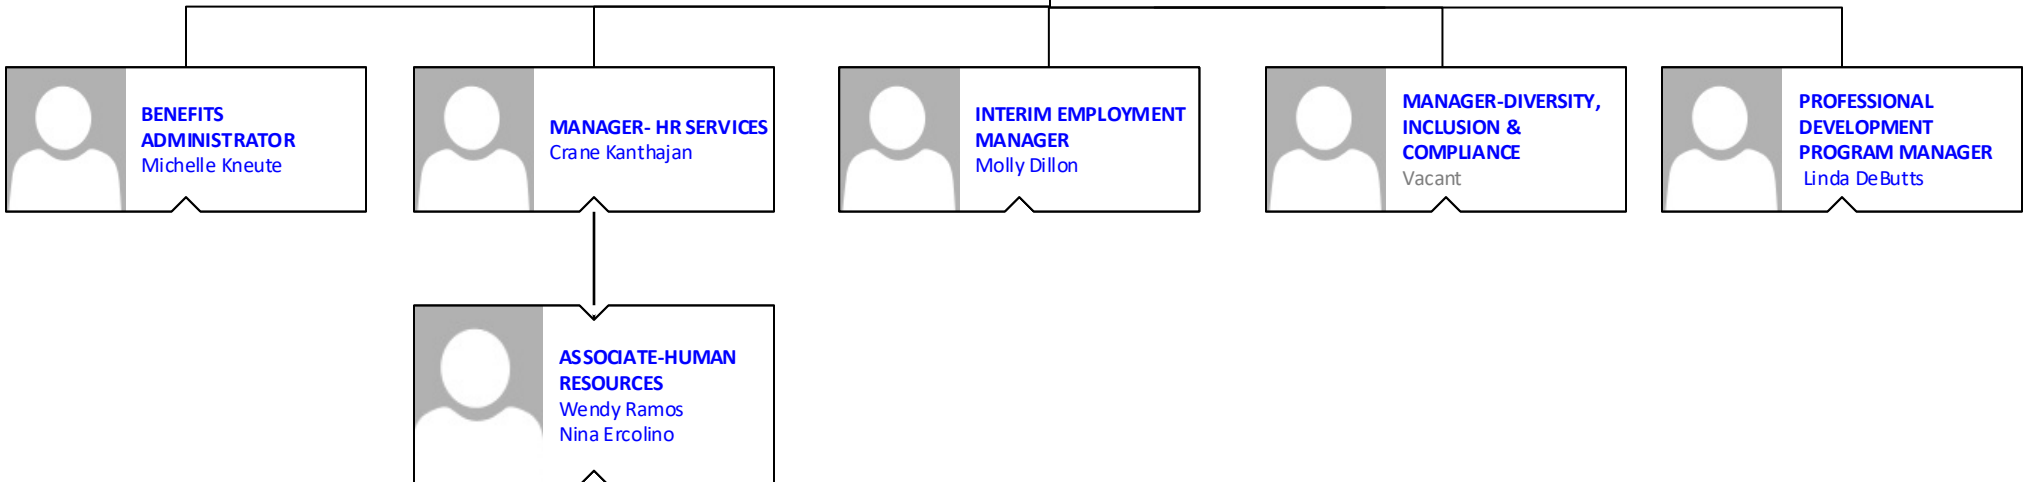 BENEFITS
ADMINISTRATOR
Michelle Kneute
MANAGER- HR SERVICES
Crane Kanthajan
INTERIM EMPLOYMENT
MANAGER
Molly Dillon
MANAGER-DIVERSITY,
INCLUSION &
COMPLIANCE
Vacant
PROFESSIONAL
DEVELOPMENT
PROGRAM MANAGER
Linda DeButts
ASSOCIATE-HUMAN
RESOURCES
Wendy Ramos
Nina Ercolino